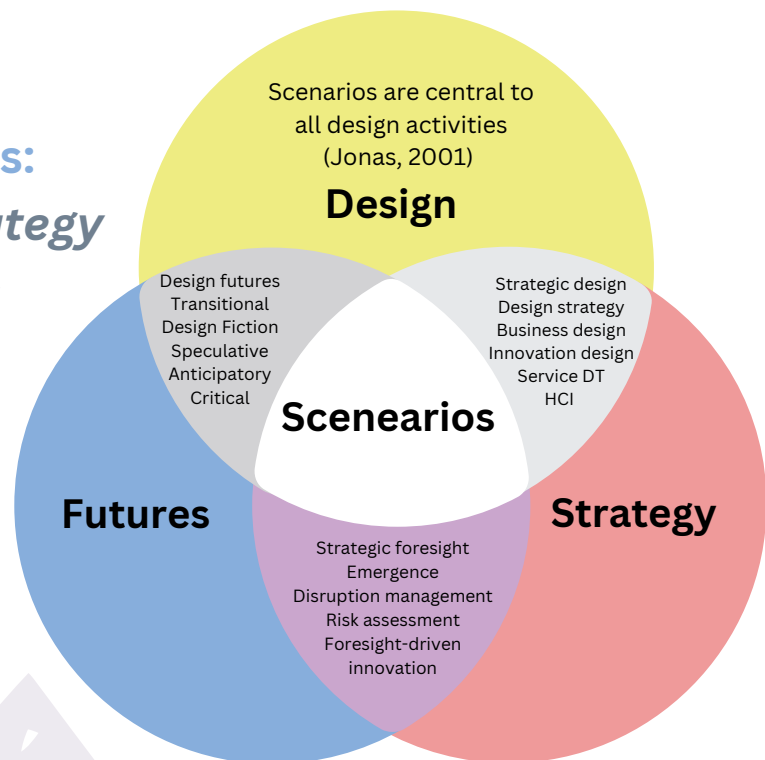 s:
tegy
Scenarios are central to
all design activities
(Jonas, 2001)
Design
Design futures
Transitional
Design Fiction
Speculative
Anticipatory
Critical
Strategic design
Design strategy
Business design
Innovation design
Service DT
HCI
Scenearios
Futures
Strategy
Strategic foresight
Emergence
Disruption management
Risk assessment
Foresight-driven
innovation